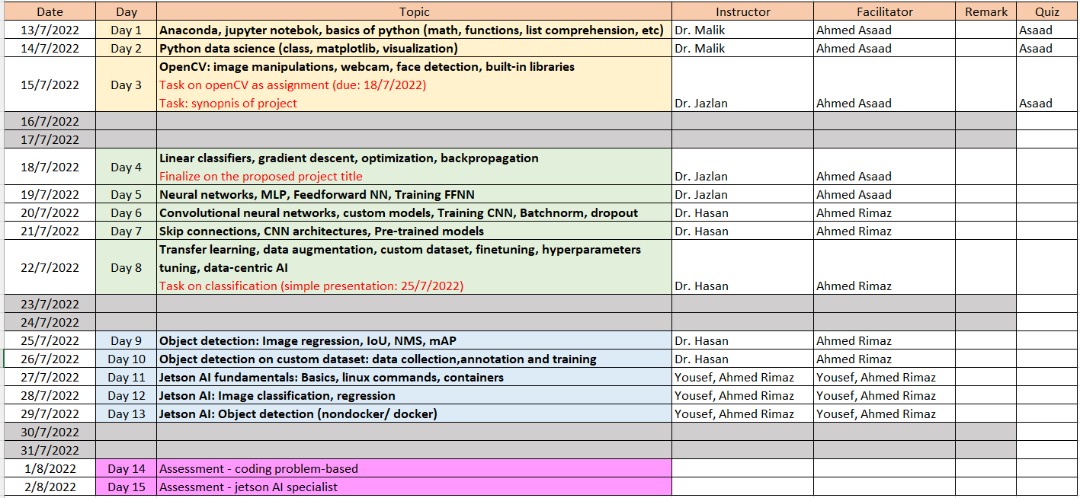 Date Day Topic Instructor Facilitator Remark Quiz
13/7/2022 Day 1 Anaconda, jupyter notebok, basics of python (math, functions, list comprehension, etc) Dr. Malik Ahmed Asaad Asaad
14/7/2022 Day 2 Python data science (class, matplotlib, visualization) Dr. Malik Ahmed Asaad Asaad
OpenCV: image manipulations, webcam, face detection, built-in libraries
15/7/2022 Day 3 Task on openCV as assignment (due: 18/7/2022)
Task: synopnis of project Dr. Jazlan Ahmed Asaad Asaad
16/7/2022
17/7/2022
Linear classifiers, gradient descent, optimization, backpropagation
18/7/2022 Day 4 Finalize on the proposed project title Dr. Jazlan Ahmed Asaad
19/7/2022 Day 5 Neural networks, MLP, Feedforward NN, Training FFNN Dr. Jazlan Ahmed Asaad
20/7/2022 Day 6 Convolutional neural networks, custom models, Training CNN, Batchnorm, dropout Dr. Hasan Ahmed Rimaz
21/7/2022 Day 7 Skip connections, CNN architectures, Pre-trained models Dr. Hasan Ahmed Rimaz
Transfer learning, data augmentation, custom dataset, finetuning, hyperparameters
22/7/2022 Day 8 tuning, data-centric AI
Task on classification (simple presentation: 25/7/2022) Dr. Hasan Ahmed Rimaz
23/7/2022
24/7/2022
25/7/2022 Day 9 Object detection: Image regression, IoU, NMS, mAP Dr. Hasan Ahmed Rimaz
26/7/2022 Day 10 Object detection on custom dataset: data collection,annotation and training Dr. Hasan Ahmed Rimaz
27/7/2022 Day 11 Jetson AI fundamentals: Basics, linux commands, containers Yousef, Ahmed Rimaz Yousef, Ahmed Rimaz
28/7/2022 Day 12 Jetson AI: Image classification, regression Yousef, Ahmed Rimaz Yousef, Ahmed Rimaz
29/7/2022 Day 13 Jetson AI: Object detection (nondocker/ docker) Yousef, Ahmed Rimaz Yousef, Ahmed Rimaz
30/7/2022
31/7/2022
1/8/2022 Day 14 Assessment - coding problem-based
2/8/2022 Day 15 Assessment - jetson AI specialist